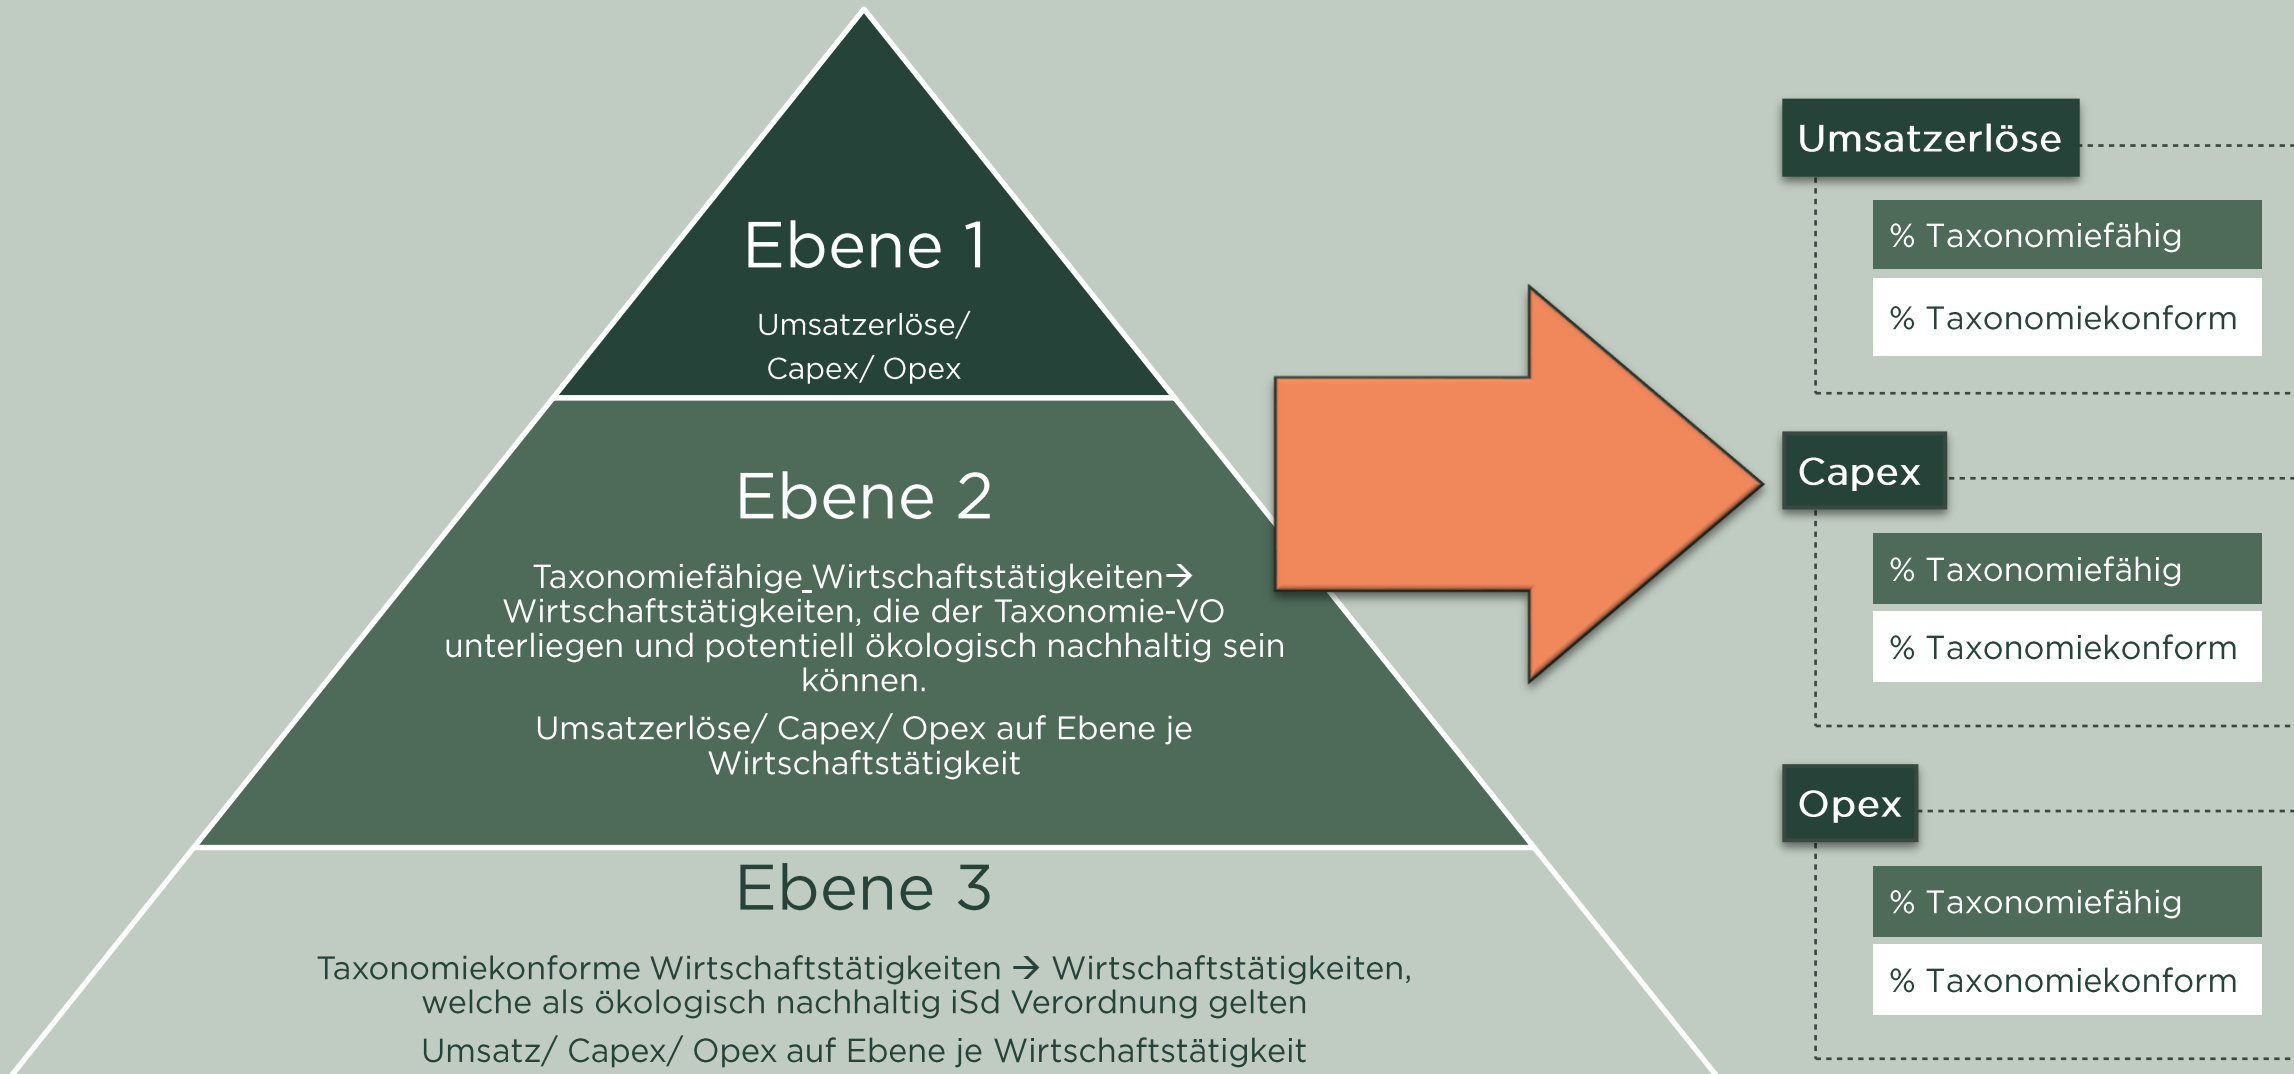 Ebene 1
Umsatzerlöse/
Capex/ Opex
Ebene 2
Taxonomiefähige Wirtschaftstätigkeiten→
Wirtschaftstätigkeiten, die der Taxonomie-VO
unterliegen und potentiell ökologisch nachhaltig sein
können.
Umsatzerlöse/ Capex/ Opex auf Ebene je
Wirtschaftstätigkeit
Ebene 3
Taxonomiekonforme Wirtschaftstätigkeiten → Wirtschaftstätigkeiten,
welche als ökologisch nachhaltig iSd Verordnung gelten
Umsatz/ Capex/ Opex auf Ebene je Wirtschaftstätigkeit
Umsatzerlöse
% Taxonomiefähig
% Taxonomiekonform
Capex
% Taxonomiefähig
% Taxonomiekonform
Opex
% Taxonomiefähig
% Taxonomiekonform